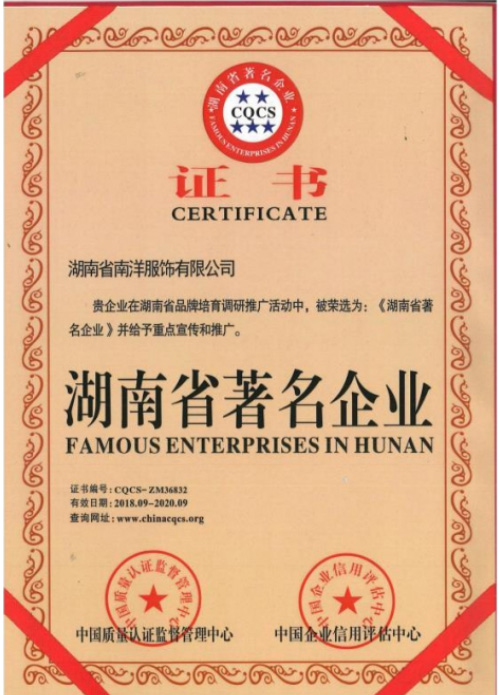 湖南省著名企业
CQCS
FAMOUS ENTERPRISES IN HUNAN
证书
CERTIFICATE
湖南省南洋服饰有限公司
贵企业在湖南省品牌培育调研推广活动中，被荣选为：《湖南省著
名企业》并给予重点宣传和推广。
湖南省著名企业
FAMOUS ENTERPRISES IN HUNAN
证书编号：CQCS-ZM36832
有效日期：2018.09-2020.09
查询网址：www.chinacqcs.org
中国质量认证监督管理中心
中国企业信用评估中心
中国质量认证监督管理中心
中国企业信用评估中心